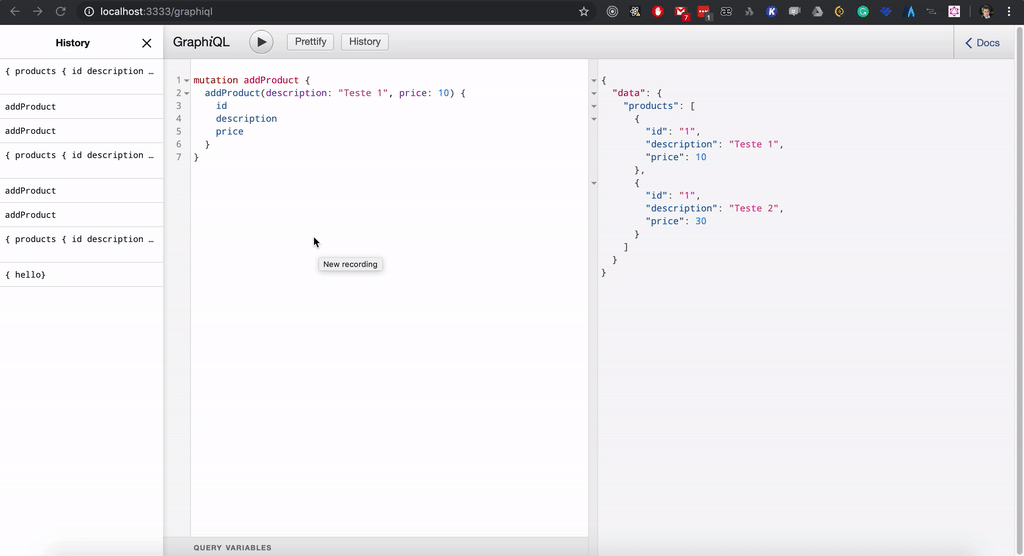 localhost:3333/graphiql
7
1
History
GraphiQL
Prettify
History
Docs
{ products { id description …
addProduct
addProduct
{ products { id description …
addProduct
addProduct
{ products { id description …
{ hello}
1 mutation addProduct {
2 addProduct(description: "Teste 1", price: 10) {
3 id
4 description
5 price
6 }
7 }
New recording
QUERY VARIABLES
{
"data": {
"products": [
{
"id": "1",
"description": "Teste 1",
"price": 10
},
{
"id": "1",
"description": "Teste 2",
"price": 30
}
]
}
}